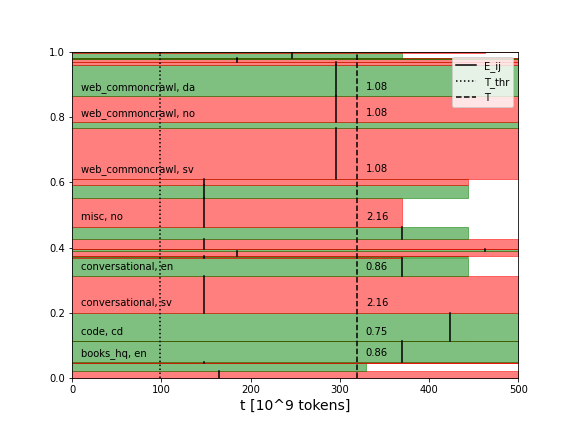 1.0
E_ij
T_thr
T
web_commoncrawl, da 1.08
0.8
web_commoncrawl, no 1.08
web_commoncrawl, sv 1.08
0.6
misc, no 2.16
0.4
conversational, en 0.86
conversational, sv 2.16
0.2
code, cd 0.75
books_hq, en 0.86
0.0
0 100 200 300 400 500
t [10^9 tokens]